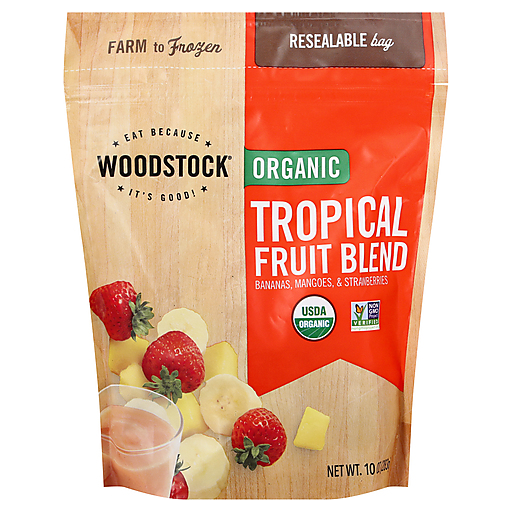 FARM to Frozen
RESEALABLE bag
EAT BECAUSE
WOODSTOCK®
IT'S GOOD!
ORGANIC
TROPICAL
FRUIT BLEND
BANANAS, MANGOES, & STRAWBERRIES
USDA
ORGANIC
NON
GMO
Project
VERIFIED
NET WT. 10